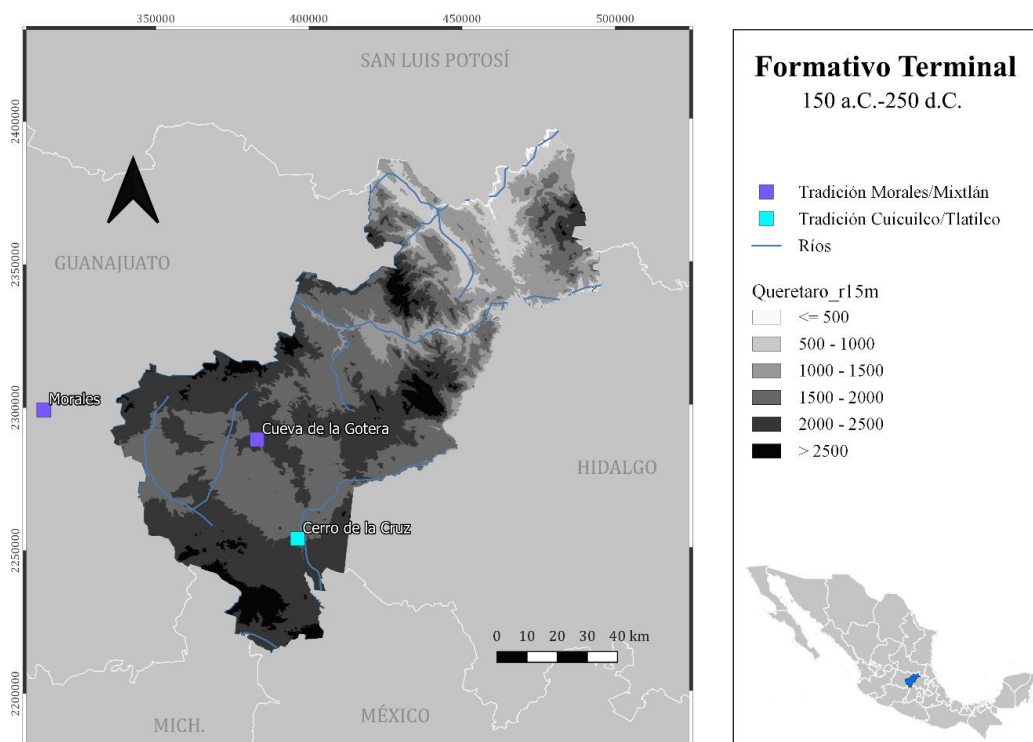 350000 400000 450000 500000
2400000
2350000
2300000
2250000
2200000
SAN LUIS POTOSÍ
GUANAJUATO
Morales
Cueva de la Gotera
HIDALGO
Cerro de la Cruz
0 10 20 30 40 km
MICH.
MÉXICO
Formativo Terminal
150 a.C.-250 d.C.
Tradición Morales/Mixtlán
Tradición Cuicuilco/Tlatilco
Ríos
Queretaro_r15m
<= 500
500 - 1000
1000 - 1500
1500 - 2000
2000 - 2500
> 2500